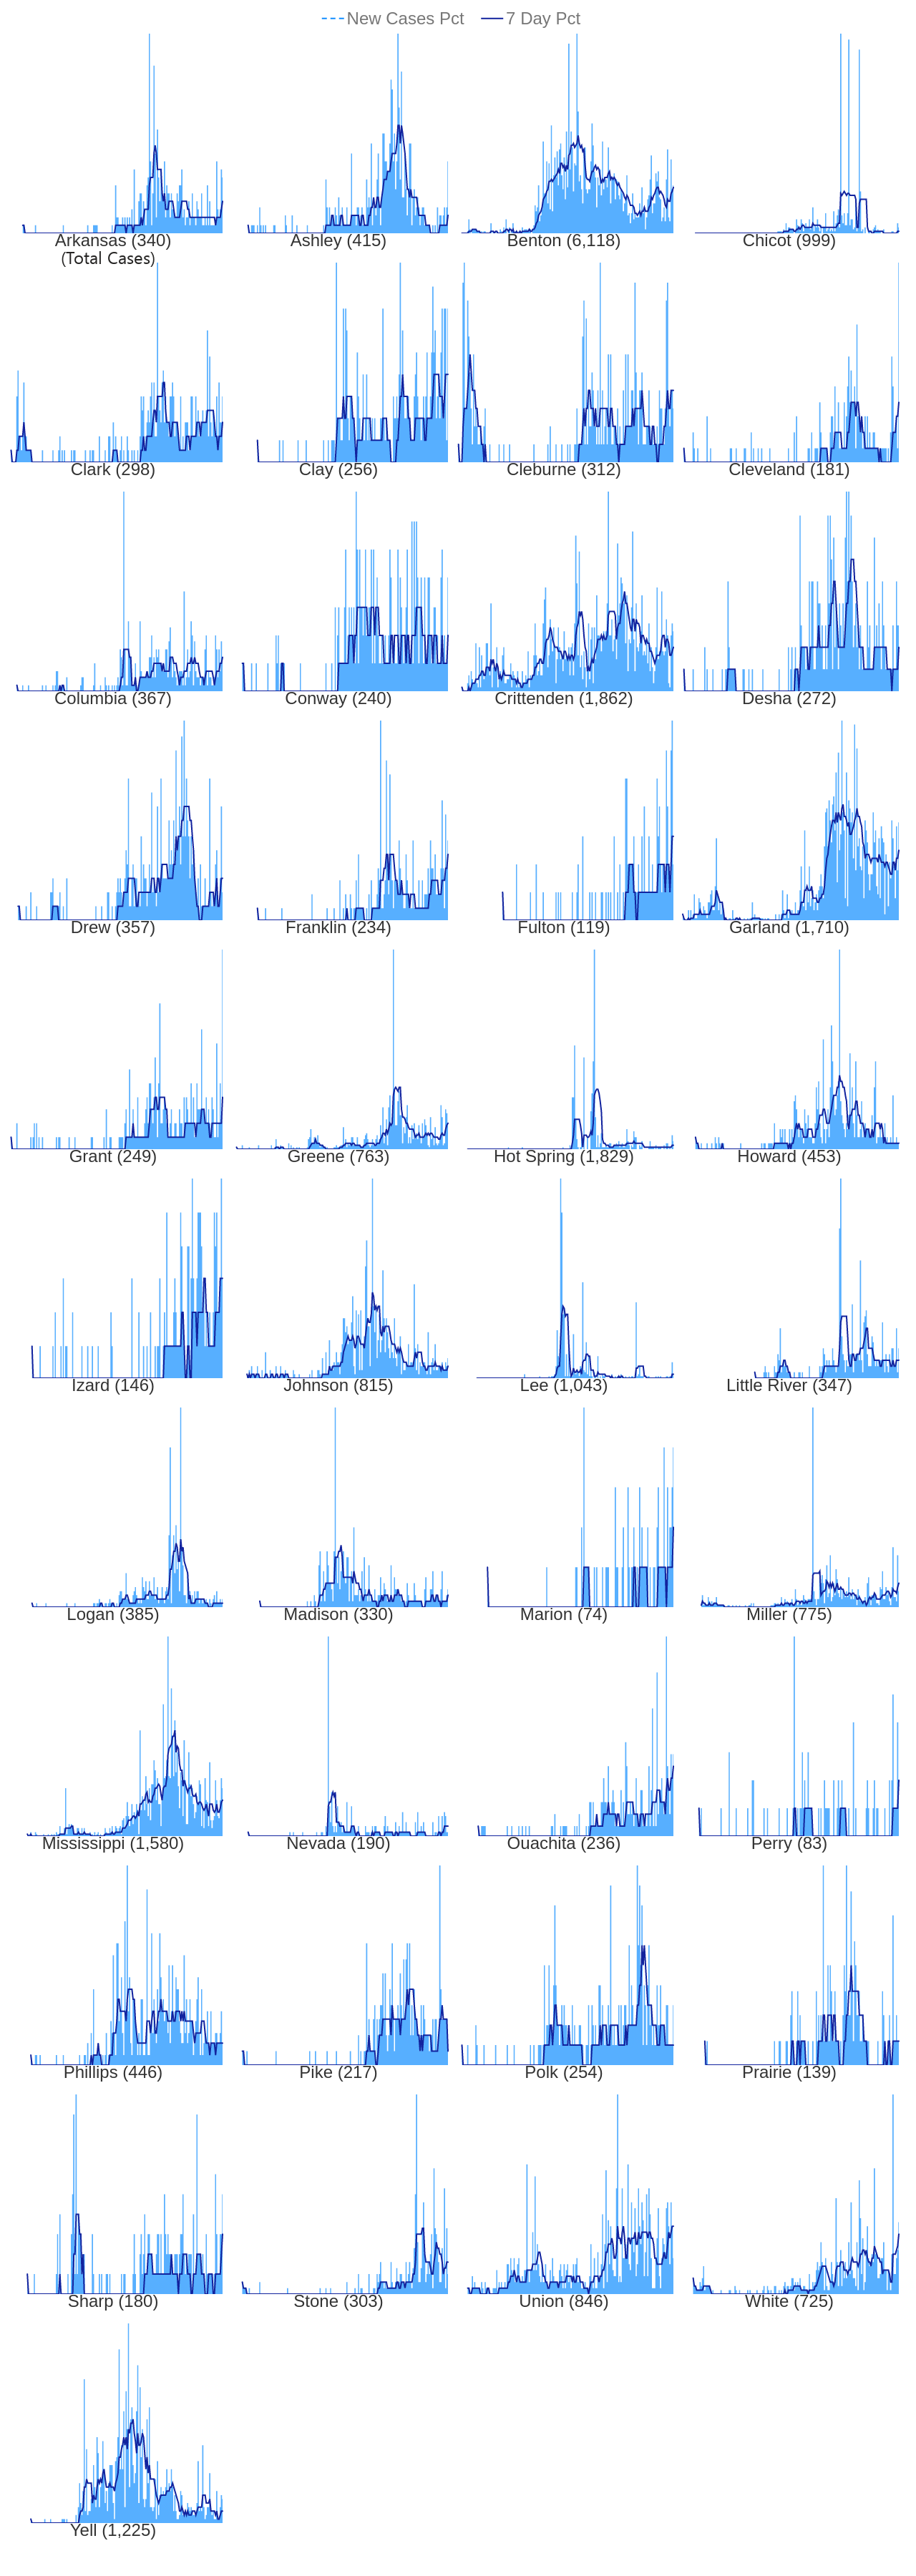 New Cases Pct 7 Day Pct
Arkansas (340) Ashley (415) Benton (6,118) Chicot (999)
(Total Cases)
Clark (298) Clay (256) Cleburne (312) Cleveland (181)
Columbia (367) Conway (240) Crittenden (1,862) Desha (272)
Drew (357) Franklin (234) Fulton (119) Garland (1,710)
Grant (249) Greene (763) Hot Spring (1,829) Howard (453)
Izard (146) Johnson (815) Lee (1,043) Little River (347)
Logan (385) Madison (330) Marion (74) Miller (775)
Mississippi (1,580) Nevada (190) Ouachita (236) Perry (83)
Phillips (446) Pike (217) Polk (254) Prairie (139)
Sharp (180) Stone (303) Union (846) White (725)
Yell (1,225)